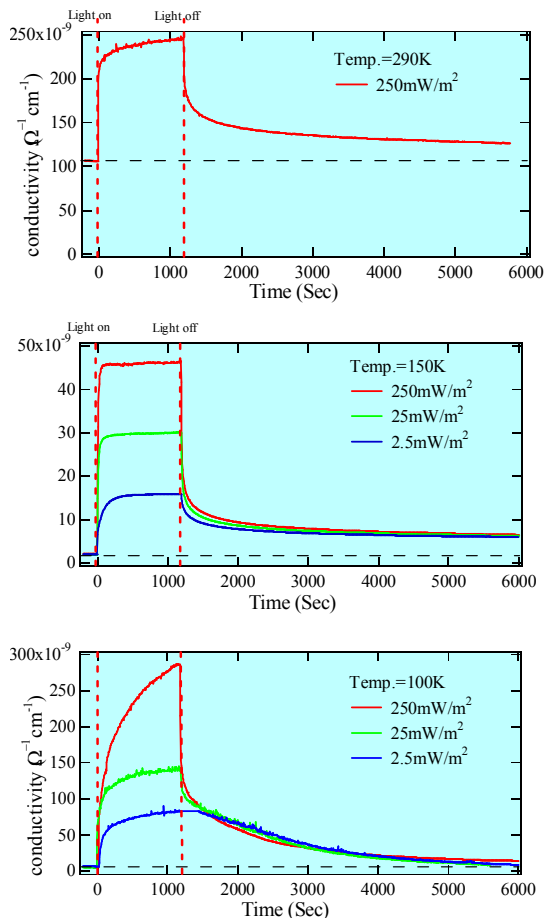 Light on Light off
250x10⁻⁹
200
150
100
50
0
conductivity Ω⁻¹ cm⁻¹
Temp.=290K
250mW/m²
0 1000 2000 3000 4000 5000 6000
Time (Sec)
Light on Light off
50x10⁻⁹
40
30
20
10
0
Temp.=150K
250mW/m²
25mW/m²
2.5mW/m²
0 1000 2000 3000 4000 5000 6000
Time (Sec)
300x10⁻⁹
250
200
150
100
50
0
conductivity Ω⁻¹ cm⁻¹
Temp.=100K
250mW/m²
25mW/m²
2.5mW/m²
0 1000 2000 3000 4000 5000 6000
Time (Sec)